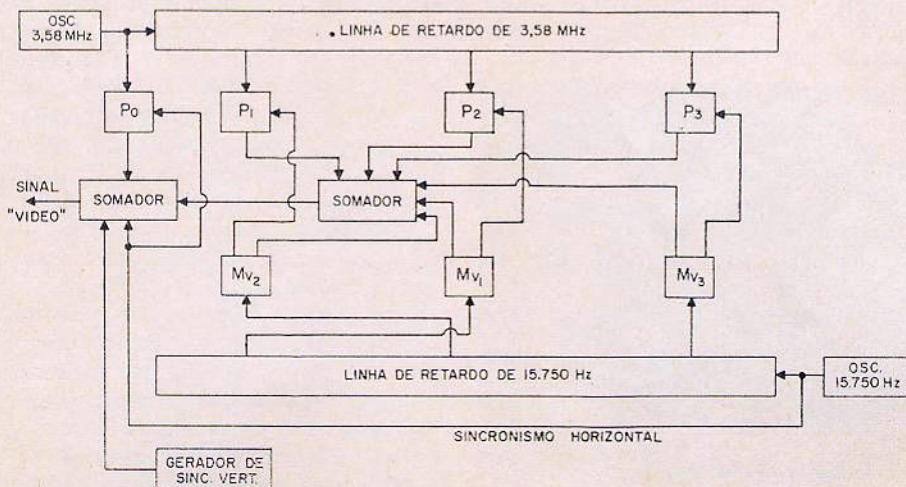 OSC
3,58 MHz
LINHA DE RETARDO DE 3,58 MHz
P0
P1
P2
P3
SINAL
"VIDEO"
SOMADOR
SOMADOR
Mv2
Mv1
Mv3
LINHA DE RETARDO DE 15.750 Hz
OSC.
15.750 Hz
SINCRONISMO HORIZONTAL
GERADOR DE
SINC. VERT.